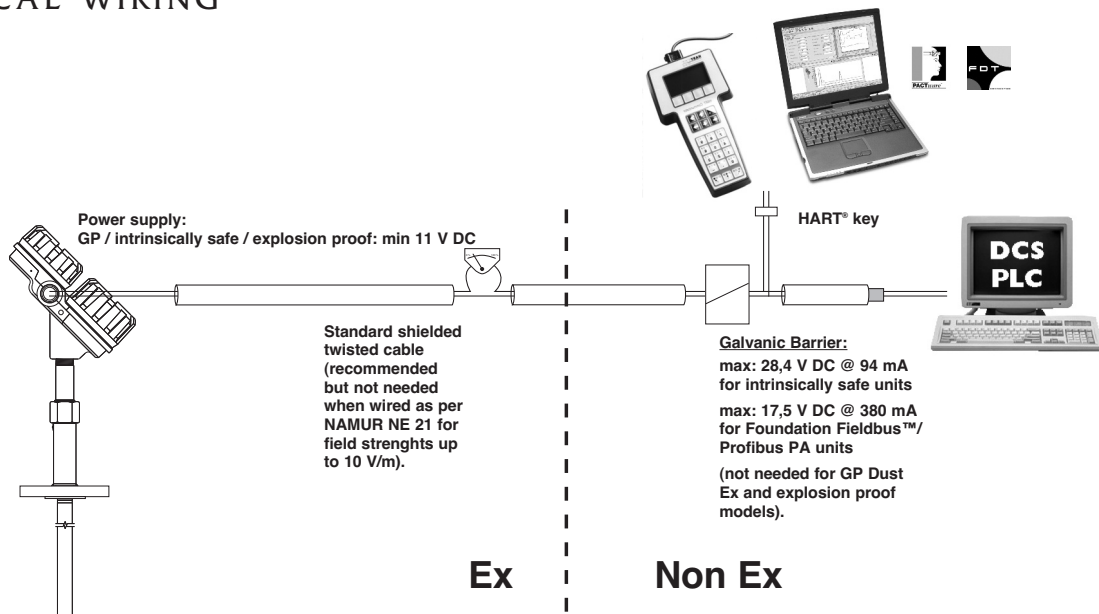 CAL WIRING
PACTware
FDT
Power supply:
GP / intrinsically safe / explosion proof: min 11 V DC
HART® key
DCS
PLC
Standard shielded
twisted cable
(recommended
but not needed
when wired as per
NAMUR NE 21 for
field strenghts up
to 10 V/m).
Galvanic Barrier:
max: 28,4 V DC @ 94 mA
for intrinsically safe units
max: 17,5 V DC @ 380 mA
for Foundation Fieldbus™/
Profibus PA units
(not needed for GP Dust
Ex and explosion proof
models).
Ex
Non Ex